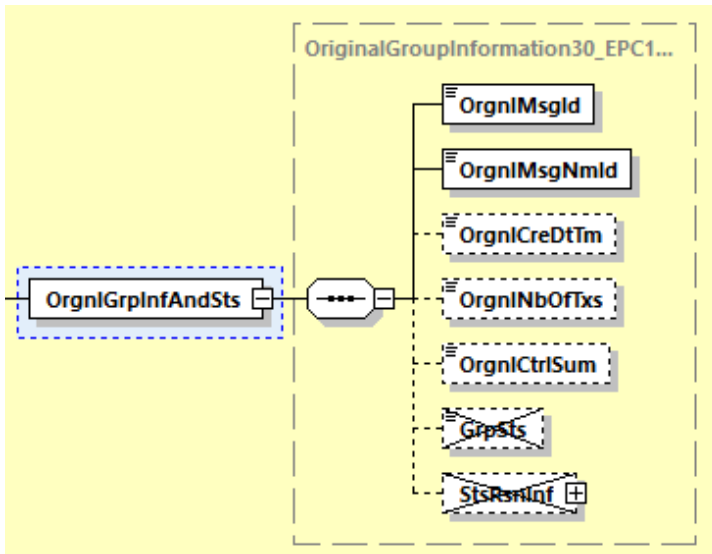 OriginalGroupInformation30_EPC1...
OrgnlMsgId
OrgnlMsgNmId
OrgnlCreDtTm
OrgnlGrpInfAndSts
OrgnlNbOfTxs
OrgnlCtrlSum
GrpSts
StsRsnInf